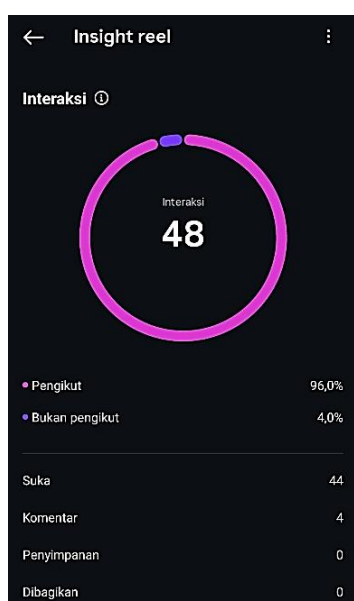 Insight reel
Interaksi
Interaksi
48
Pengikut 96,0%
Bukan pengikut 4,0%
Suka 44
Komentar 4
Penyimpanan 0
Dibagikan 0